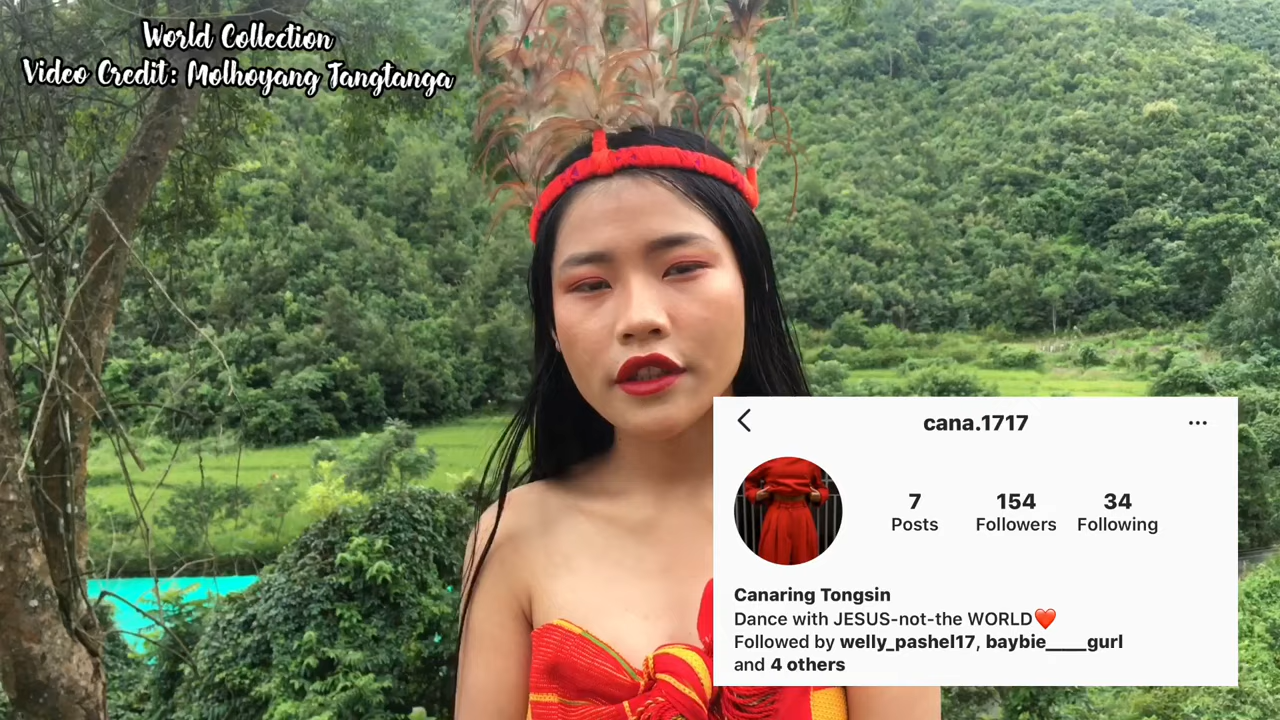 World Collection
Video Credit: Molhoyang Tangtanga
cana.1717
7 154 34
Posts Followers Following
Canaring Tongsin
Dance with JESUS-not-the WORLD❤️
Followed by welly_pashel17, baybie____gurl
and 4 others